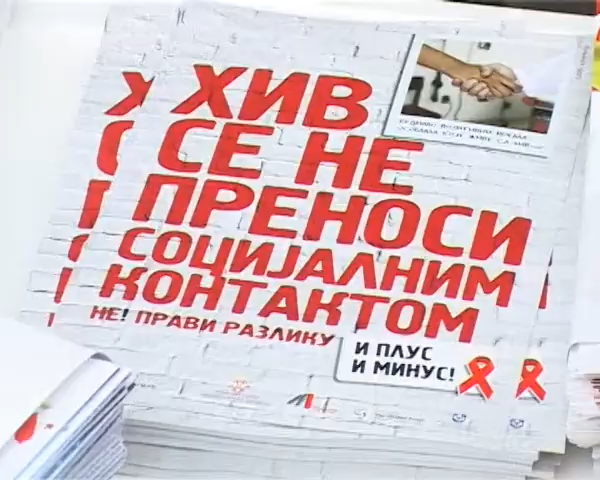 ХИВ
СЕ НЕ
ПРЕНОСИ
СОЦИЈАЛНИМ
КОНТАКТОМ
НЕ! ПРАВИ РАЗЛИКУ
И ПЛУС
И МИНУС!